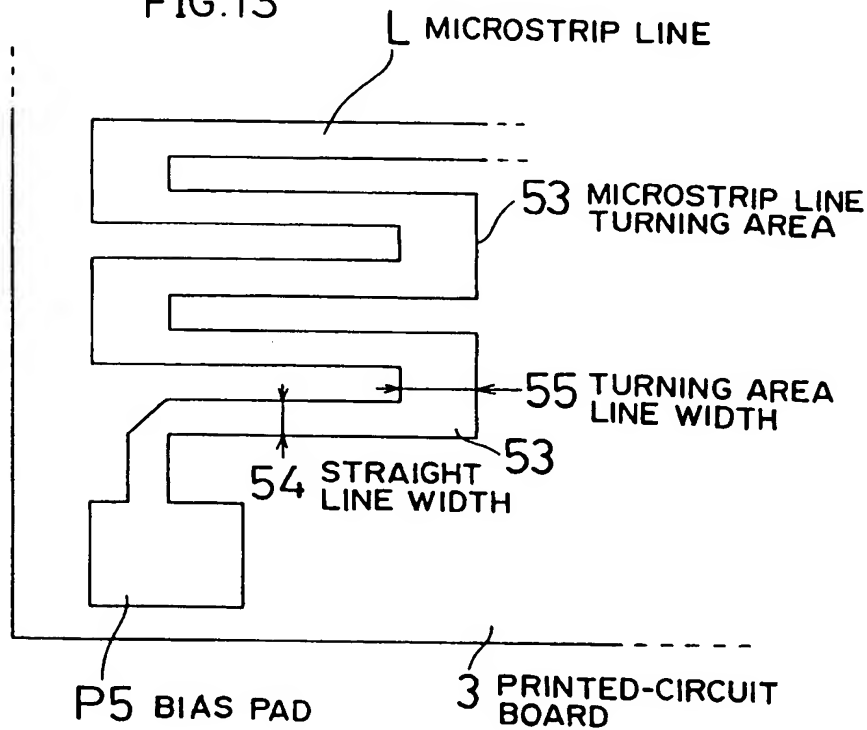 FIG.13
L MICROSTRIP LINE
53 MICROSTRIP LINE
TURNING AREA
55 TURNING AREA
LINE WIDTH
53
54 STRAIGHT
LINE WIDTH
P5 BIAS PAD
3 PRINTED-CIRCUIT
BOARD